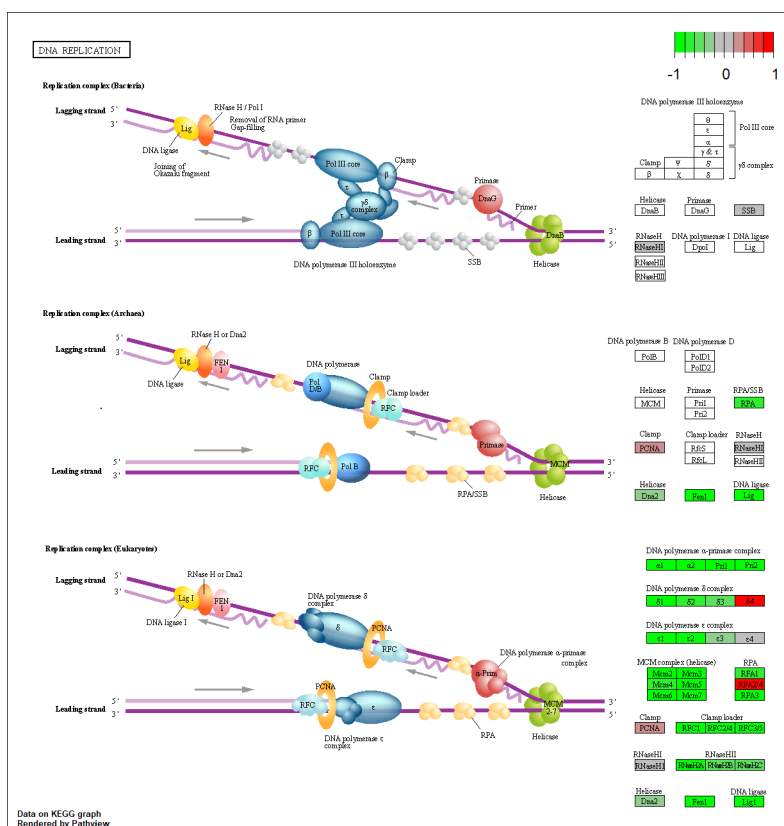 DNA REPLICATION
-1 0 1
Replication complex (Bacteria)
Lagging strand
5'
3'
Lig
DNA ligase
Joining of
Okazaki fragment
RNase H / Pol I
Removal of RNA primer
Gap-filling
Pol III core
Clamp
β
τ
γδ
complex
τ
Primase
DnaG
Primer
Leading strand
β
Pol III core
DNA polymerase III holoenzyme
SSB
DnaB
Helicase
3'
5'
DNA polymerase III holoenzyme
θ
ε
α
γ & τ
Pol III core
Clamp
Ψ
δ'
β
χ
δ
γδ complex
Helicase
DnaB
Primase
DnaG
SSB
RNaseH
RNaseHI
RNaseHII
RNaseHIII
DNA polymerase I
DpoI
DNA ligase
Lig
Replication complex (Archaea)
Lagging strand
5'
3'
Lig
DNA ligase
RNase H or Dna2
FEN
1
DNA polymerase
Pol
D/B
Clamp
Clamp loader
RFC
Primase
Leading strand
5'
3'
RFC
Pol B
RPA/SSB
MCM
Helicase
3'
5'
DNA polymerase B
PolB
DNA polymerase D
PolD1
PolD2
Helicase
MCM
Primase
Pri1
Pri2
RPA/SSB
RPA
Clamp
PCNA
Clamp loader
RfcS
RfcL
RNaseH
RNaseHI
RNaseHII
Helicase
Dna2
Fen1
DNA ligase
Lig
Replication complex (Eukaryotes)
Lagging strand
5'
3'
Lig I
DNA ligase I
RNase H or Dna2
FEN
1
DNA polymerase δ
complex
δ
PCNA
RFC
DNA polymerase α-primase
complex
α-Prim
Leading strand
5'
3'
PCNA
RFC
ε
DNA polymerase ε
complex
RPA
MCM
2-7
Helicase
3'
5'
DNA polymerase α-primase complex
α1 α2 Pri1 Pri2
DNA polymerase δ complex
δ1 δ2 δ3 δ4
DNA polymerase ε complex
ε1 ε2 ε3 ε4
MCM complex (helicase)
Mcm2 Mcm3
Mcm4 Mcm5
Mcm6 Mcm7
RPA
RPA1
RPA2/4
RPA3
Clamp
PCNA
Clamp loader
RFC1 RFC2/4 RFC3/5
RNaseHI
RNaseH1
RNaseHII
RNaseH2A RNaseH2B RNaseH2C
Helicase
Dna2
Fen1
DNA ligase
Lig1
Data on KEGG graph
Rendered by Pathview